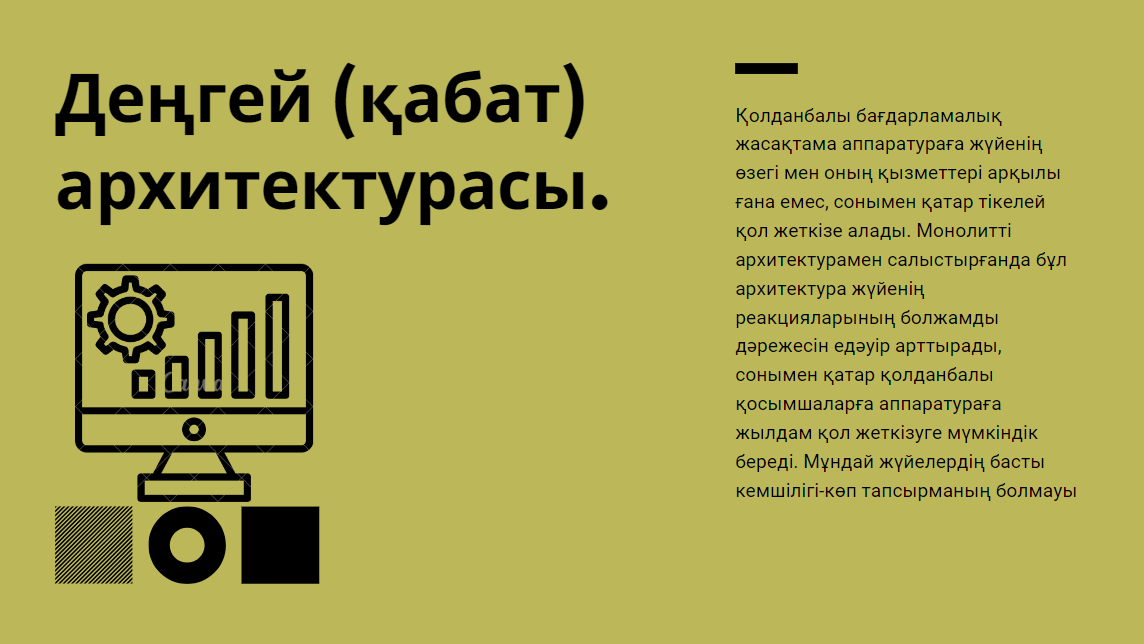 Деңгей (қабат)
архитектурасы.
Қолданбалы бағдарламалық
жасақтама аппаратураға жүйенің
өзегі мен оның қызметтері арқылы
ғана емес, сонымен қатар тікелей
қол жеткізе алады. Монолитті
архитектурамен салыстырғанда бұл
архитектура жүйенің
реакцияларының болжамды
дәрежесін едәуір арттырады,
сонымен қатар қолданбалы
қосымшаларға аппаратураға
жылдам қол жеткізуге мүмкіндік
береді. Мұндай жүйелердің басты
кемшілігі-көп тапсырманың болмауы
Canva